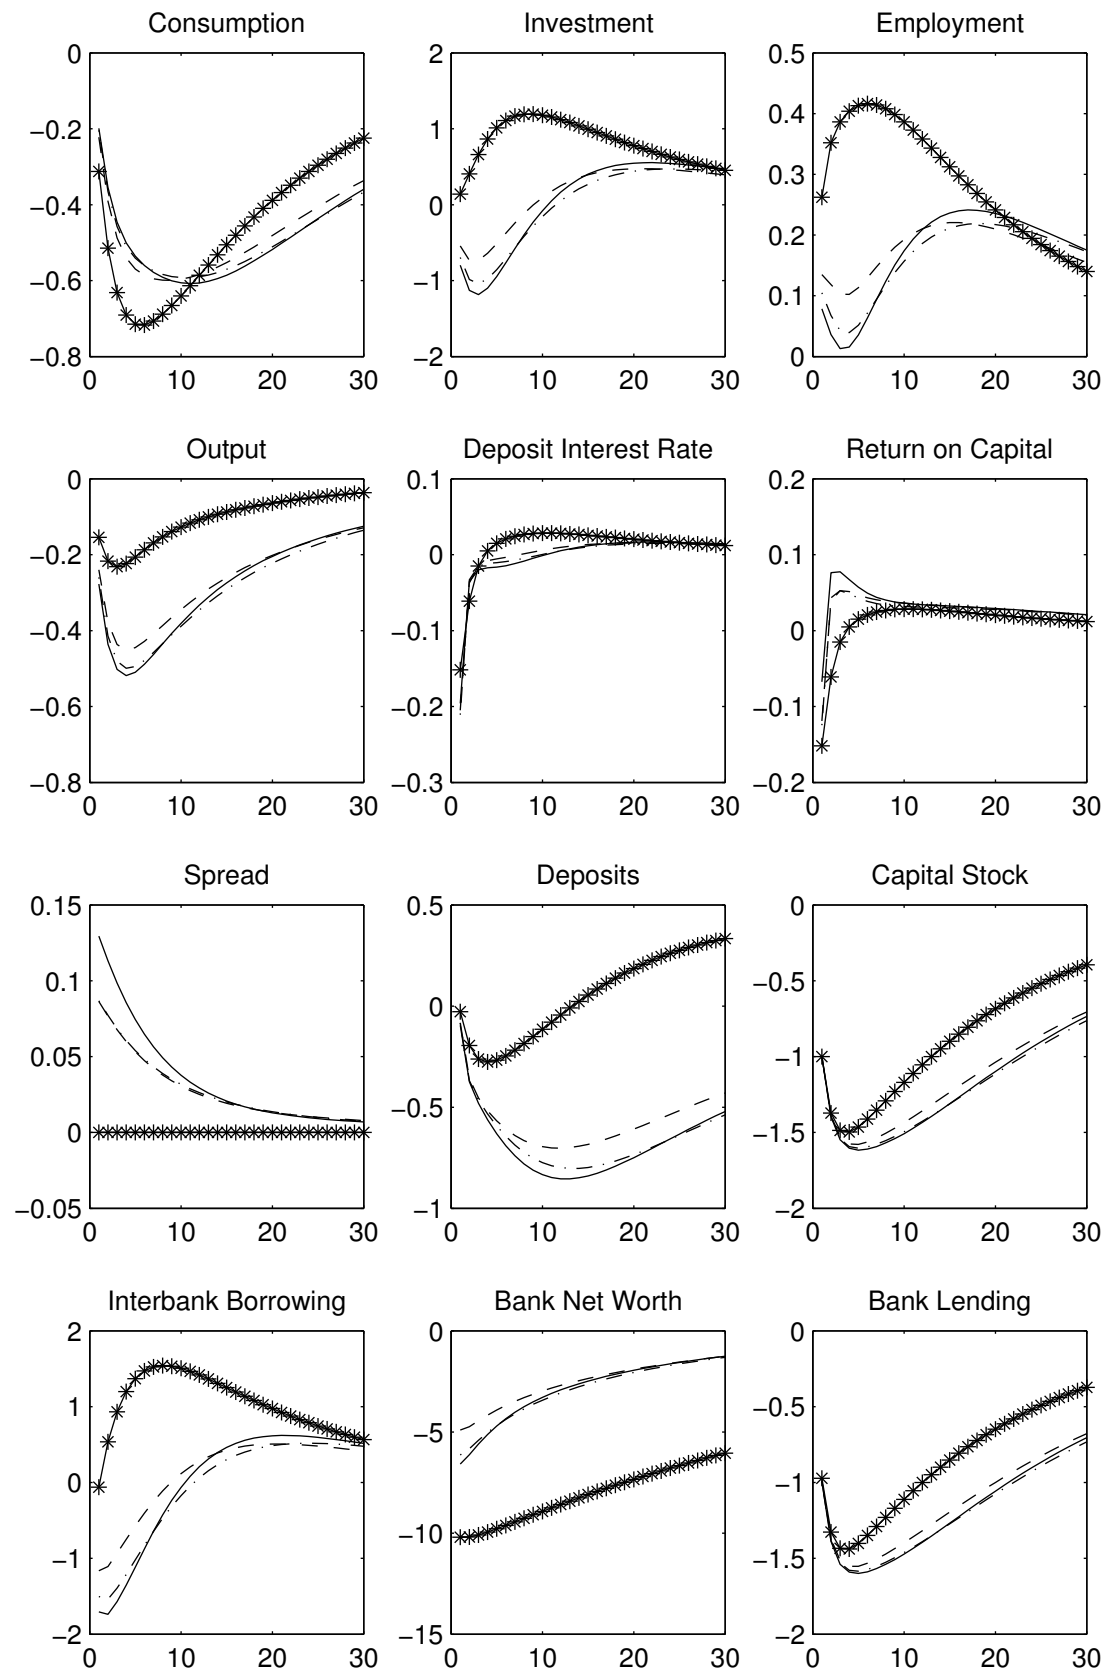 Consumption
Investment
Employment
0
−0.2
−0.4
−0.6
−0.8
0 10 20 30
2
1
0
−1
−2
0 10 20 30
0.5
0.4
0.3
0.2
0.1
0
0 10 20 30
Output
Deposit Interest Rate
Return on Capital
0
−0.2
−0.4
−0.6
−0.8
0 10 20 30
0.1
0
−0.1
−0.2
−0.3
0 10 20 30
0.2
0.1
0
−0.1
−0.2
0 10 20 30
Spread
Deposits
Capital Stock
0.15
0.1
0.05
0
−0.05
0 10 20 30
0.5
0
−0.5
−1
0 10 20 30
0
−0.5
−1
−1.5
−2
0 10 20 30
Interbank Borrowing
Bank Net Worth
Bank Lending
2
1
0
−1
−2
0 10 20 30
0
−5
−10
−15
0 10 20 30
0
−0.5
−1
−1.5
−2
0 10 20 30